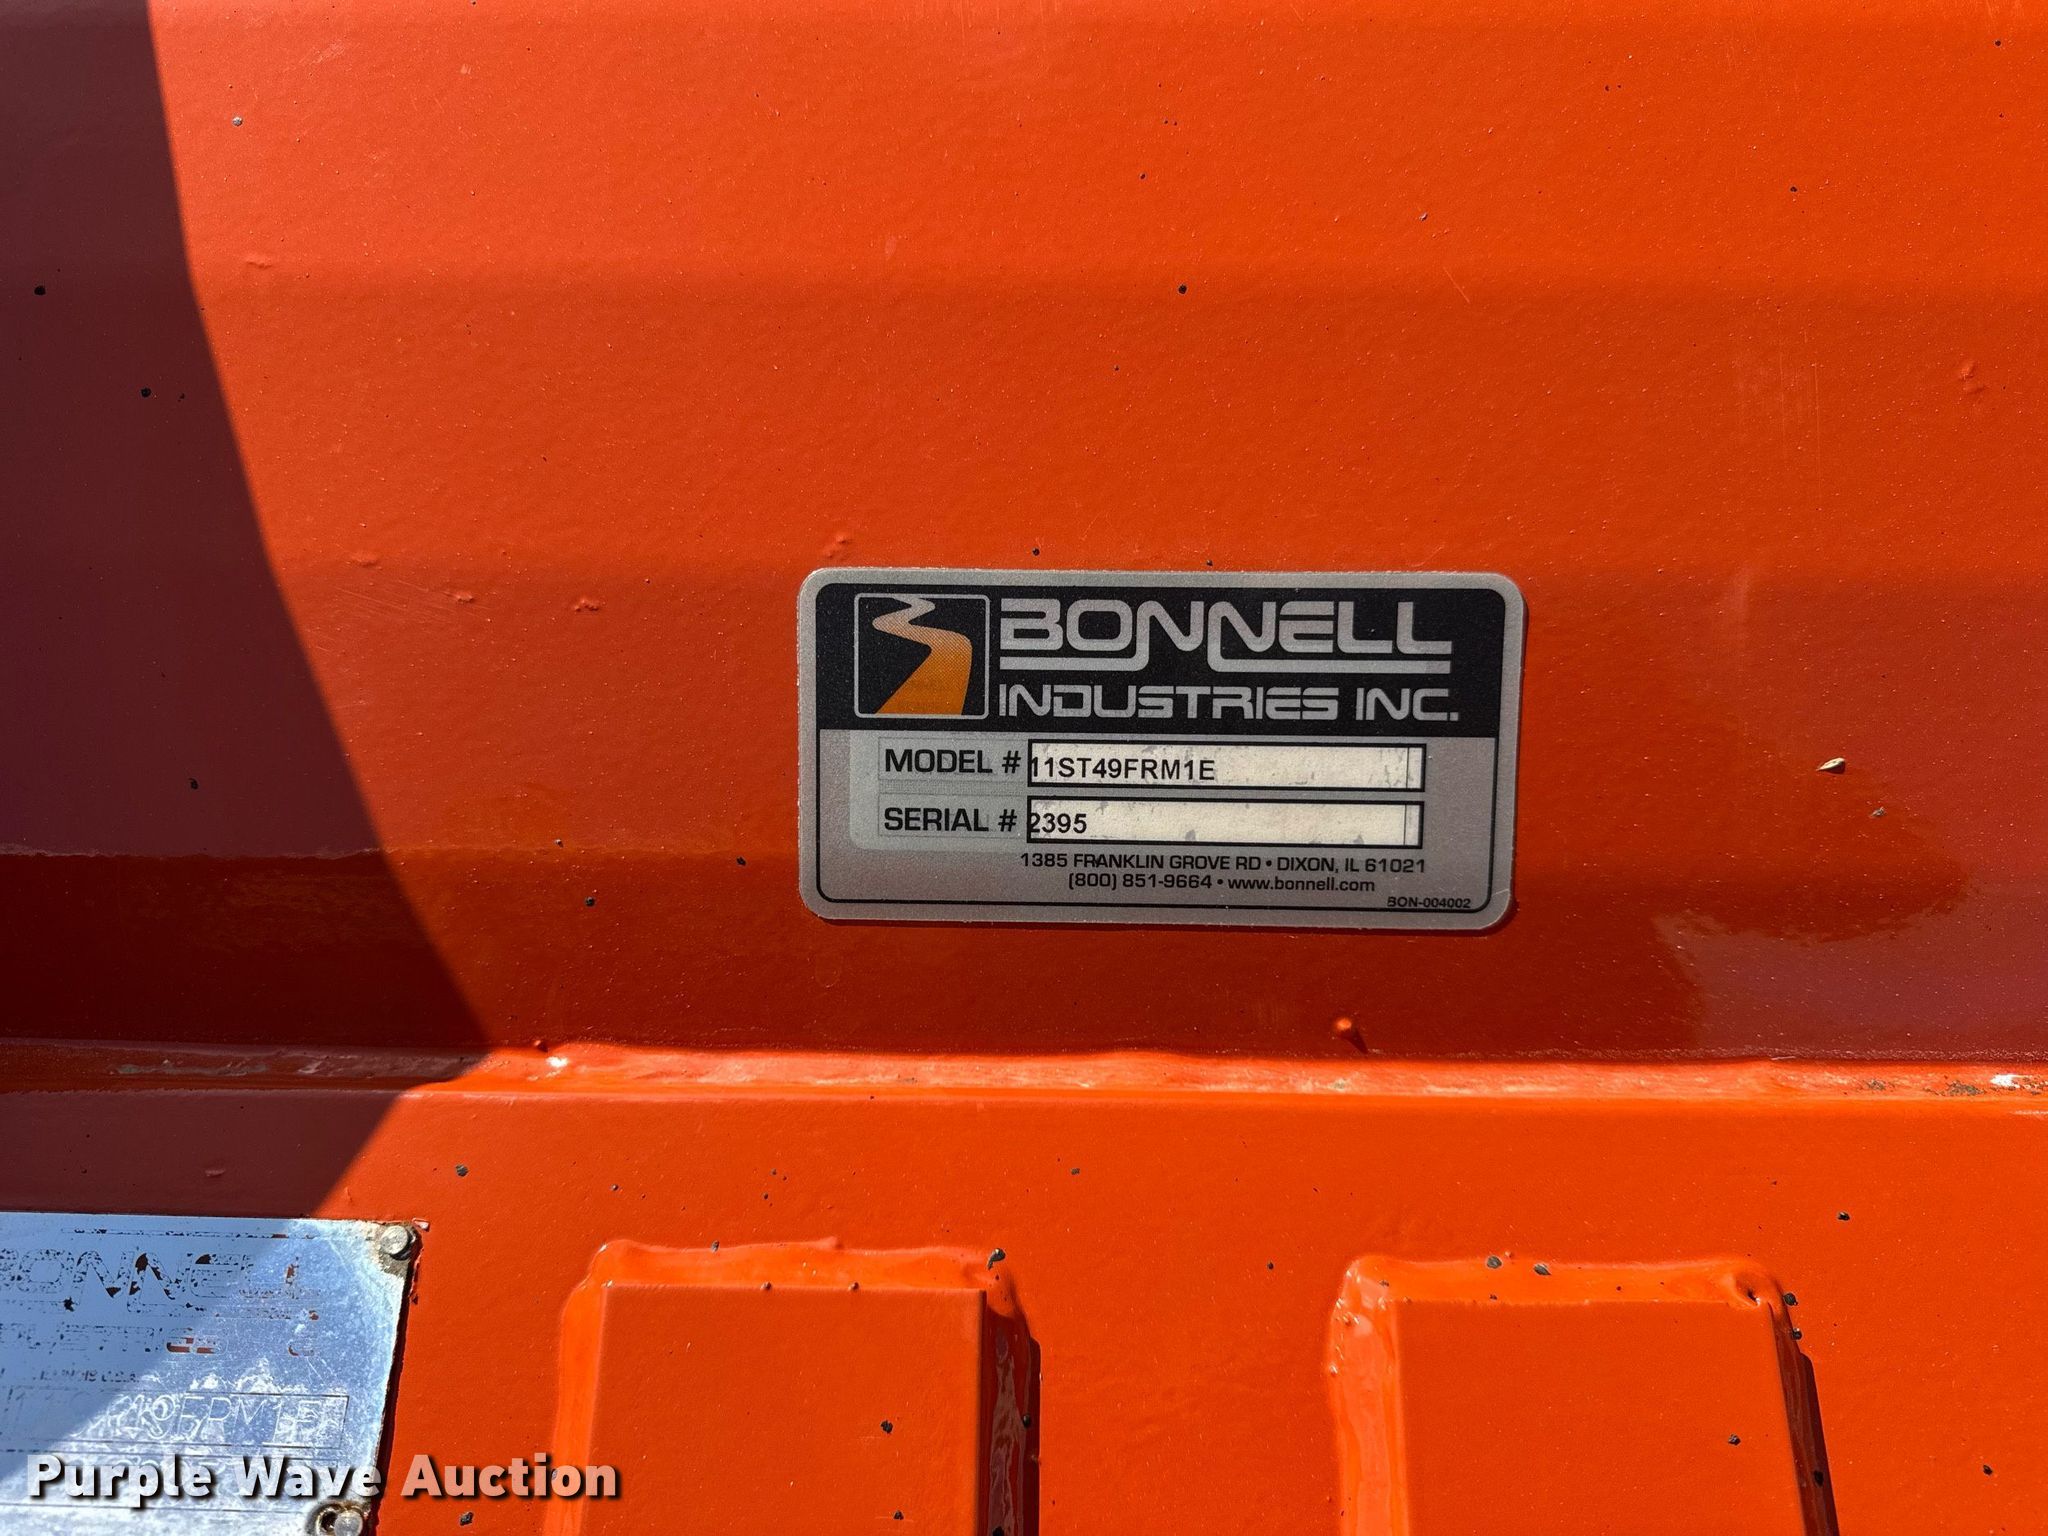 BONNELL
INDUSTRIES INC.
MODEL # 11ST49FRM1E
SERIAL # 2395
1385 FRANKLIN GROVE RD • DIXON, IL 61021
(800) 851-9664 • www.bonnell.com
BON-004002
BONNELL
Purple Wave Auction